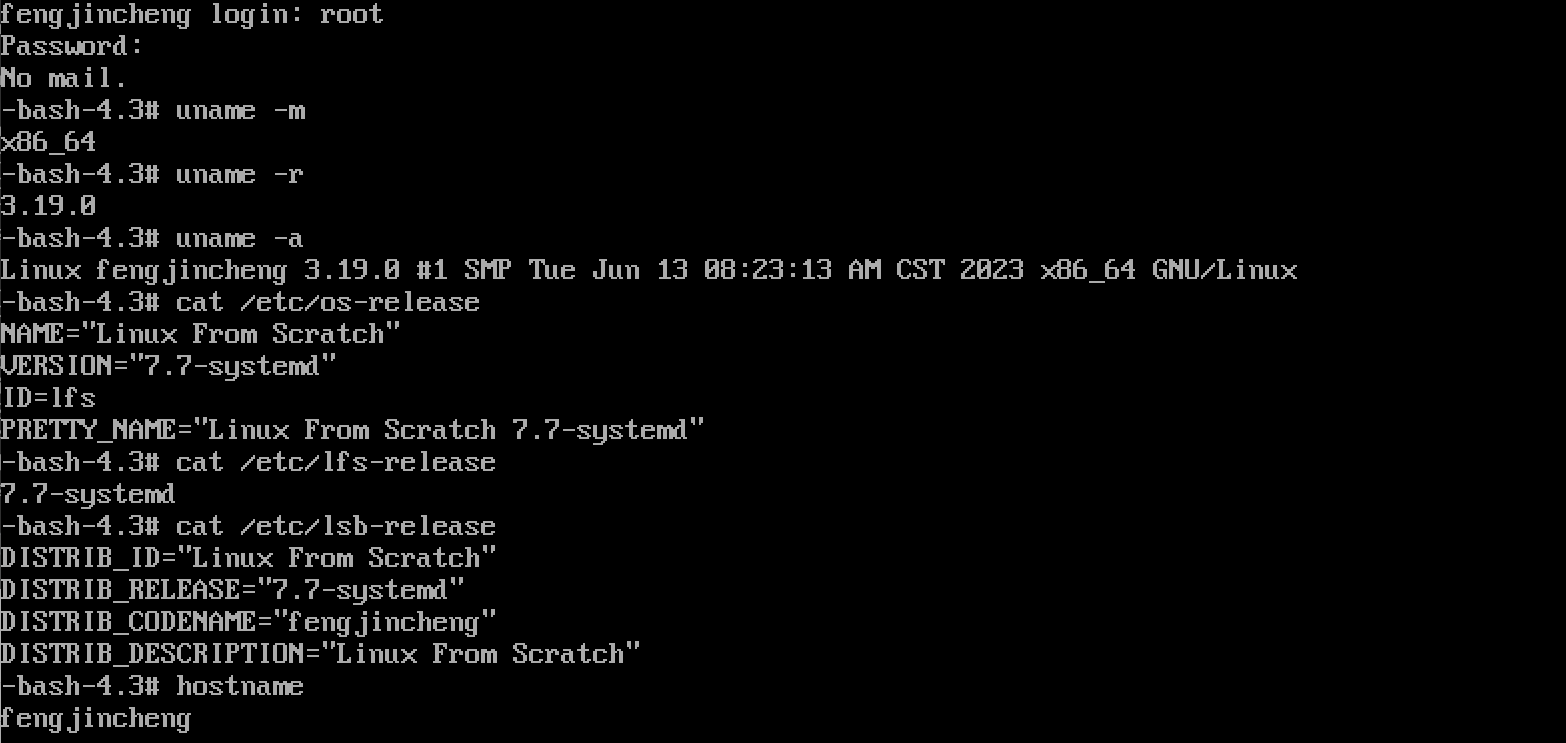 fengjincheng login: root
Password:
No mail.
-bash-4.3# uname -m
x86_64
-bash-4.3# uname -r
3.19.0
-bash-4.3# uname -a
Linux fengjincheng 3.19.0 #1 SMP Tue Jun 13 08:23:13 AM CST 2023 x86_64 GNU/Linux
-bash-4.3# cat /etc/os-release
NAME="Linux From Scratch"
VERSION="7.7-systemd"
ID=lfs
PRETTY_NAME="Linux From Scratch 7.7-systemd"
-bash-4.3# cat /etc/lfs-release
7.7-systemd
-bash-4.3# cat /etc/lsb-release
DISTRIB_ID="Linux From Scratch"
DISTRIB_RELEASE="7.7-systemd"
DISTRIB_CODENAME="fengjincheng"
DISTRIB_DESCRIPTION="Linux From Scratch"
-bash-4.3# hostname
fengjincheng